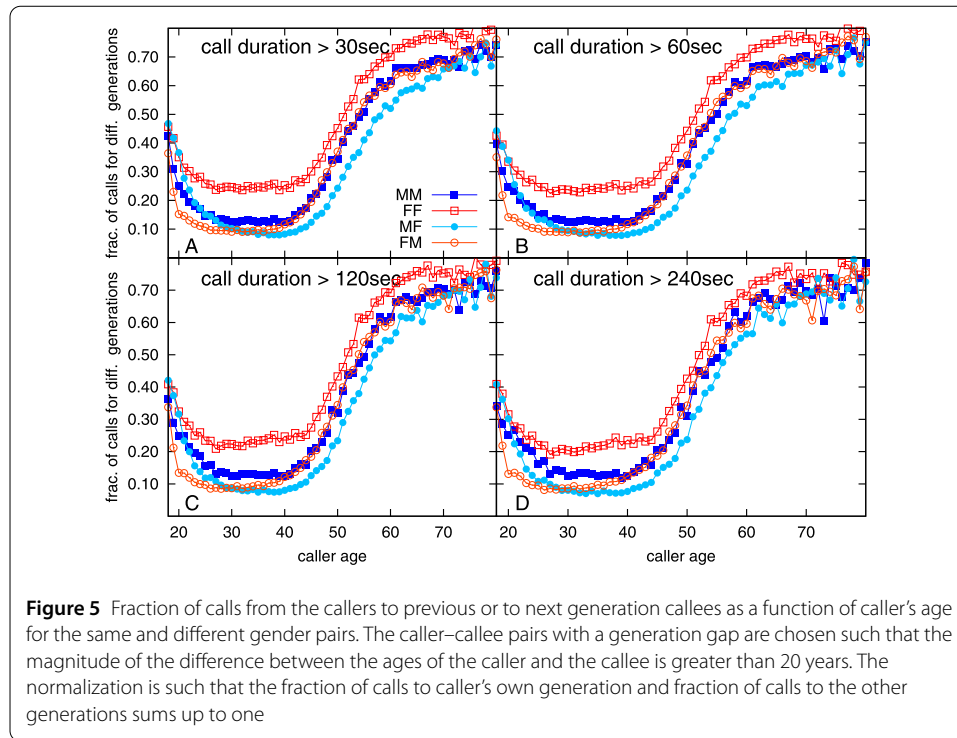 call duration > 30sec
call duration > 60sec
frac. of calls for diff. generations
0.70
0.60
0.50
0.40
0.30
0.20
0.10
MM
FF
MF
FM
A
B
call duration > 120sec
call duration > 240sec
frac. of calls for diff. generations
0.70
0.60
0.50
0.40
0.30
0.20
0.10
C
D
20 30 40 50 60 70 20 30 40 50 60 70
caller age caller age
Figure 5 Fraction of calls from the callers to previous or to next generation callees as a function of caller's age
for the same and different gender pairs. The caller–callee pairs with a generation gap are chosen such that the
magnitude of the difference between the ages of the caller and the callee is greater than 20 years. The
normalization is such that the fraction of calls to caller's own generation and fraction of calls to the other
generations sums up to one